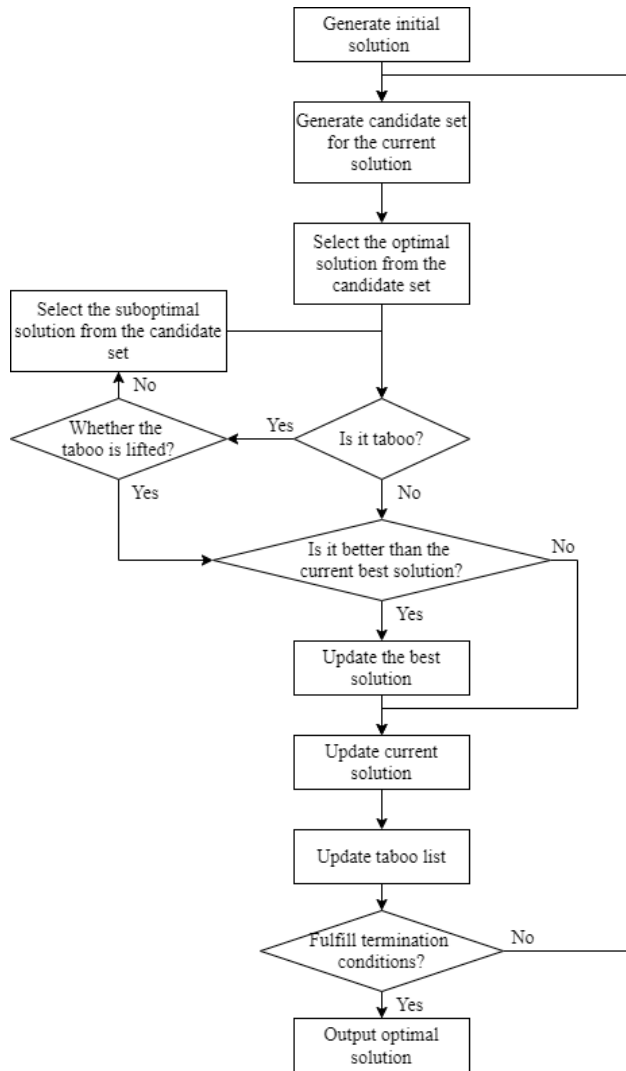 Generate initial
solution
Generate candidate set
for the current
solution
Select the optimal
solution from the
candidate set
Select the suboptimal
solution from the candidate
set
No
Whether the
taboo is lifted?
Yes
Is it taboo?
Yes
No
Is it better than the
current best solution?
No
Yes
Update the best
solution
Update current
solution
Update taboo list
Fulfill termination
conditions?
No
Yes
Output optimal
solution